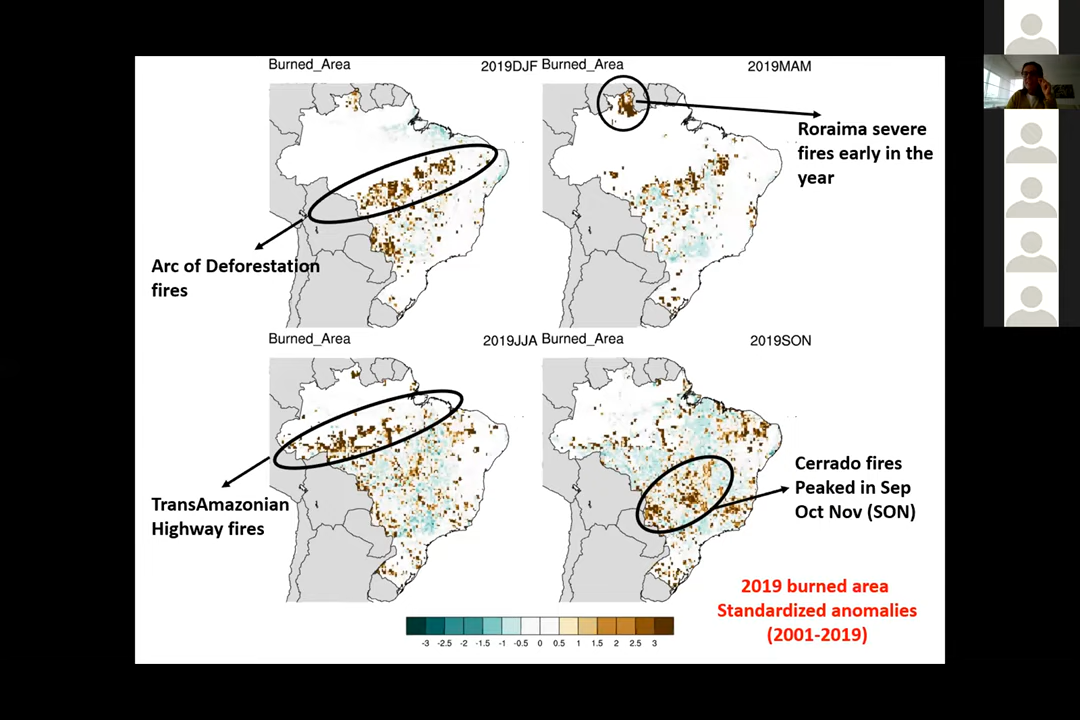 Burned_Area 2019DJF
Burned_Area 2019MAM
Roraima severe
fires early in the
year
Arc of Deforestation
fires
Burned_Area 2019JJA
Burned_Area 2019SON
TransAmazonian
Highway fires
Cerrado fires
Peaked in Sep
Oct Nov (SON)
2019 burned area
Standardized anomalies
(2001-2019)
-3 -2.5 -2 -1.5 -1 -0.5 0 0.5 1 1.5 2 2.5 3